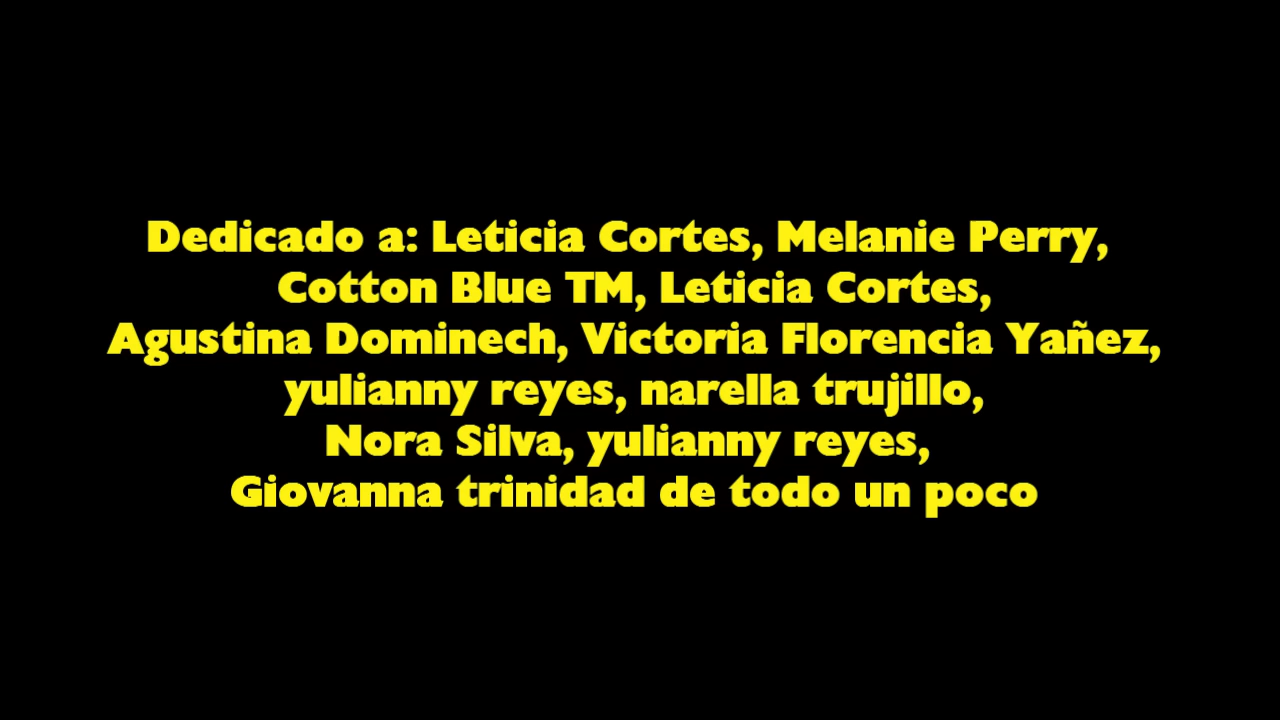 Dedicado a: Leticia Cortes, Melanie Perry,
Cotton Blue TM, Leticia Cortes,
Agustina Dominech, Victoria Florencia Yañez,
yulianny reyes, narella trujillo,
Nora Silva, yulianny reyes,
Giovanna trinidad de todo un poco